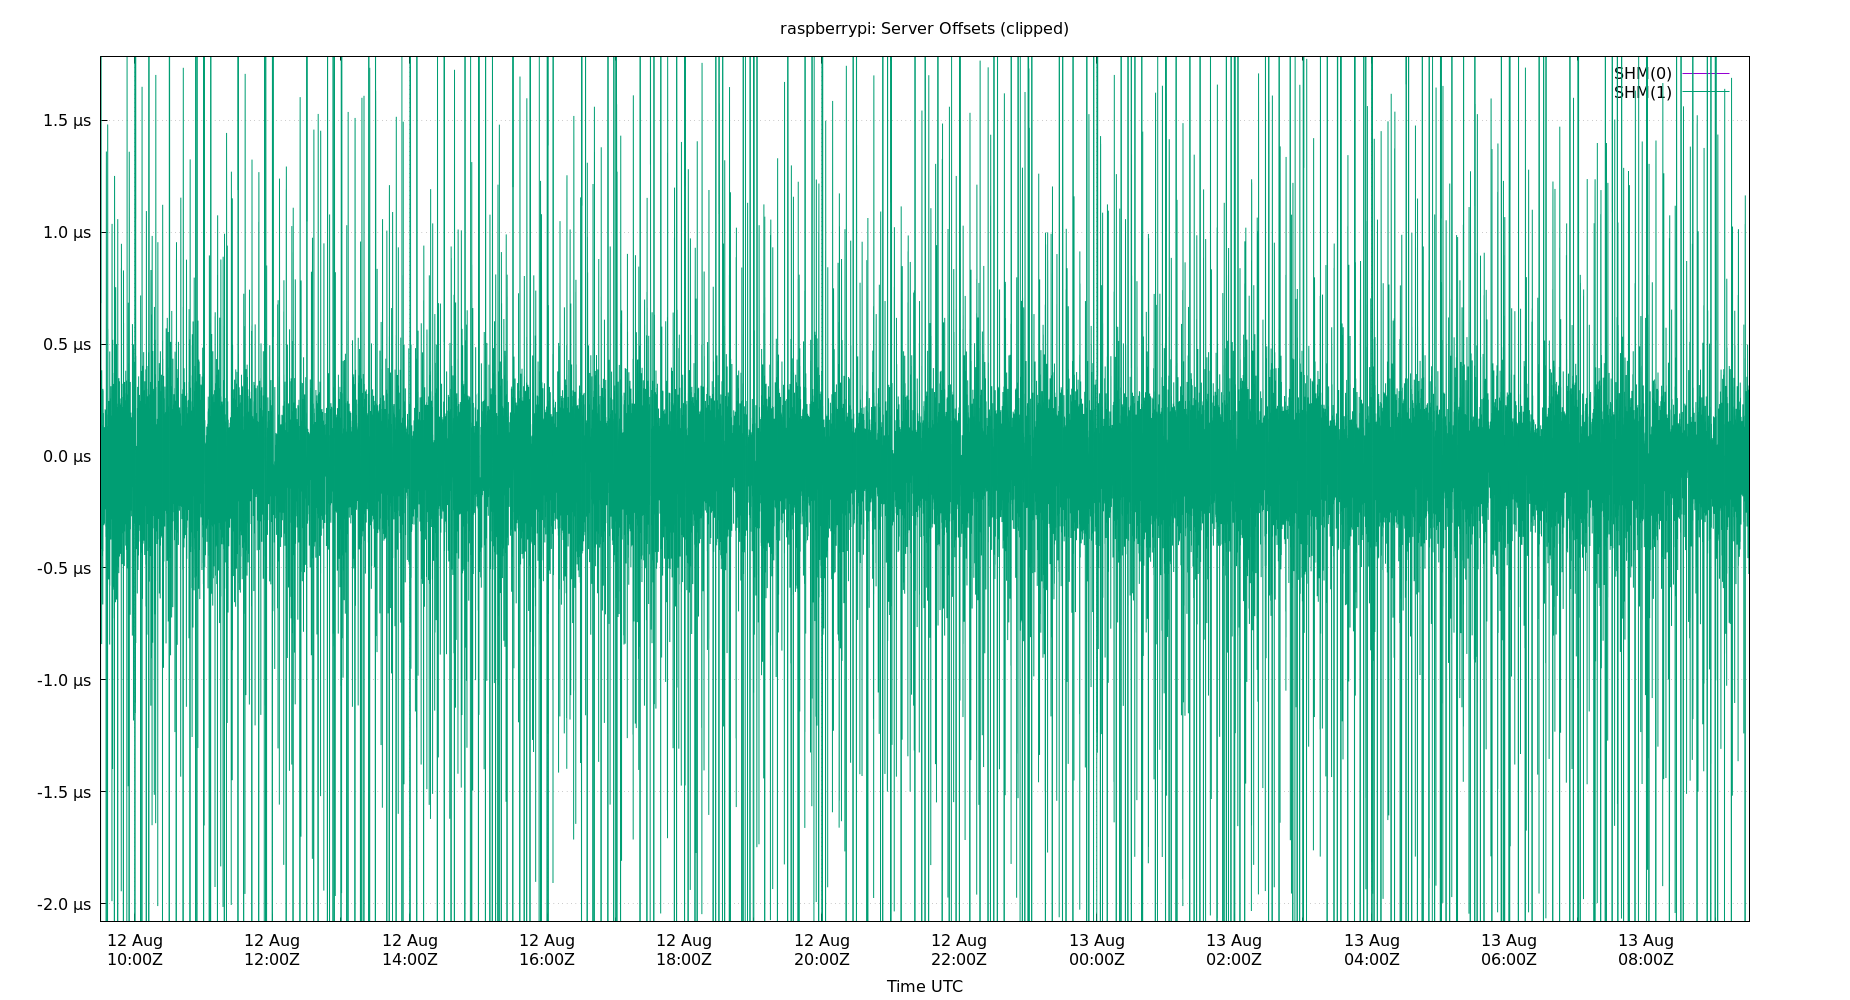 raspberrypi: Server Offsets (clipped)
SHM(0)
SHM(1)
1.5 µs
1.0 µs
0.5 µs
0.0 µs
-0.5 µs
-1.0 µs
-1.5 µs
-2.0 µs
12 Aug 12 Aug 12 Aug 12 Aug 12 Aug 12 Aug 12 Aug 13 Aug 13 Aug 13 Aug 13 Aug 13 Aug
10:00Z 12:00Z 14:00Z 16:00Z 18:00Z 20:00Z 22:00Z 00:00Z 02:00Z 04:00Z 06:00Z 08:00Z
Time UTC